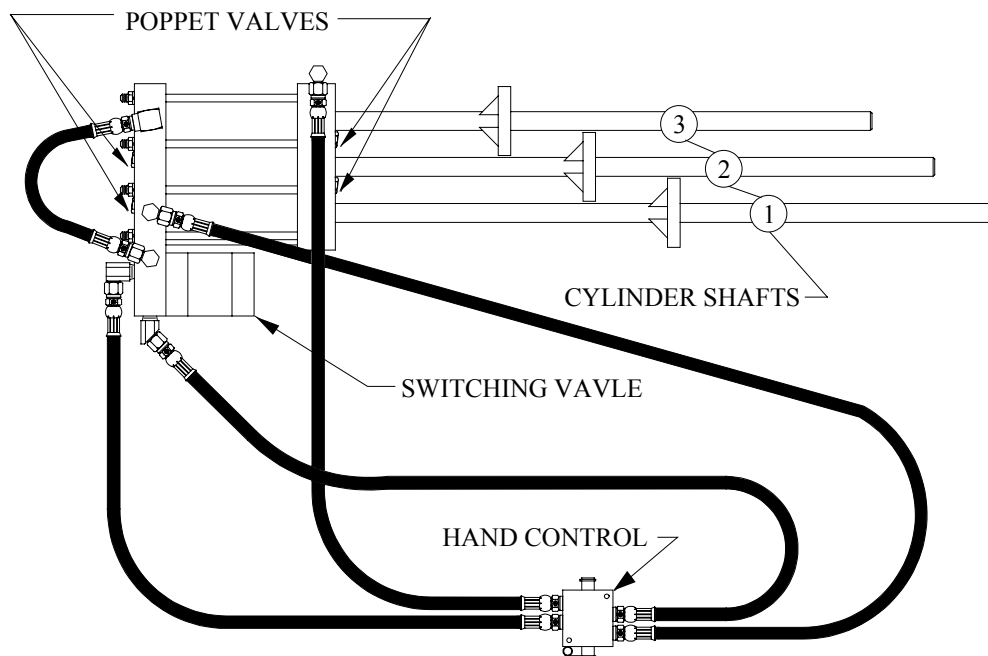 POPPET VALVES
3
2
1
CYLINDER SHAFTS
SWITCHING VAVLE
HAND CONTROL